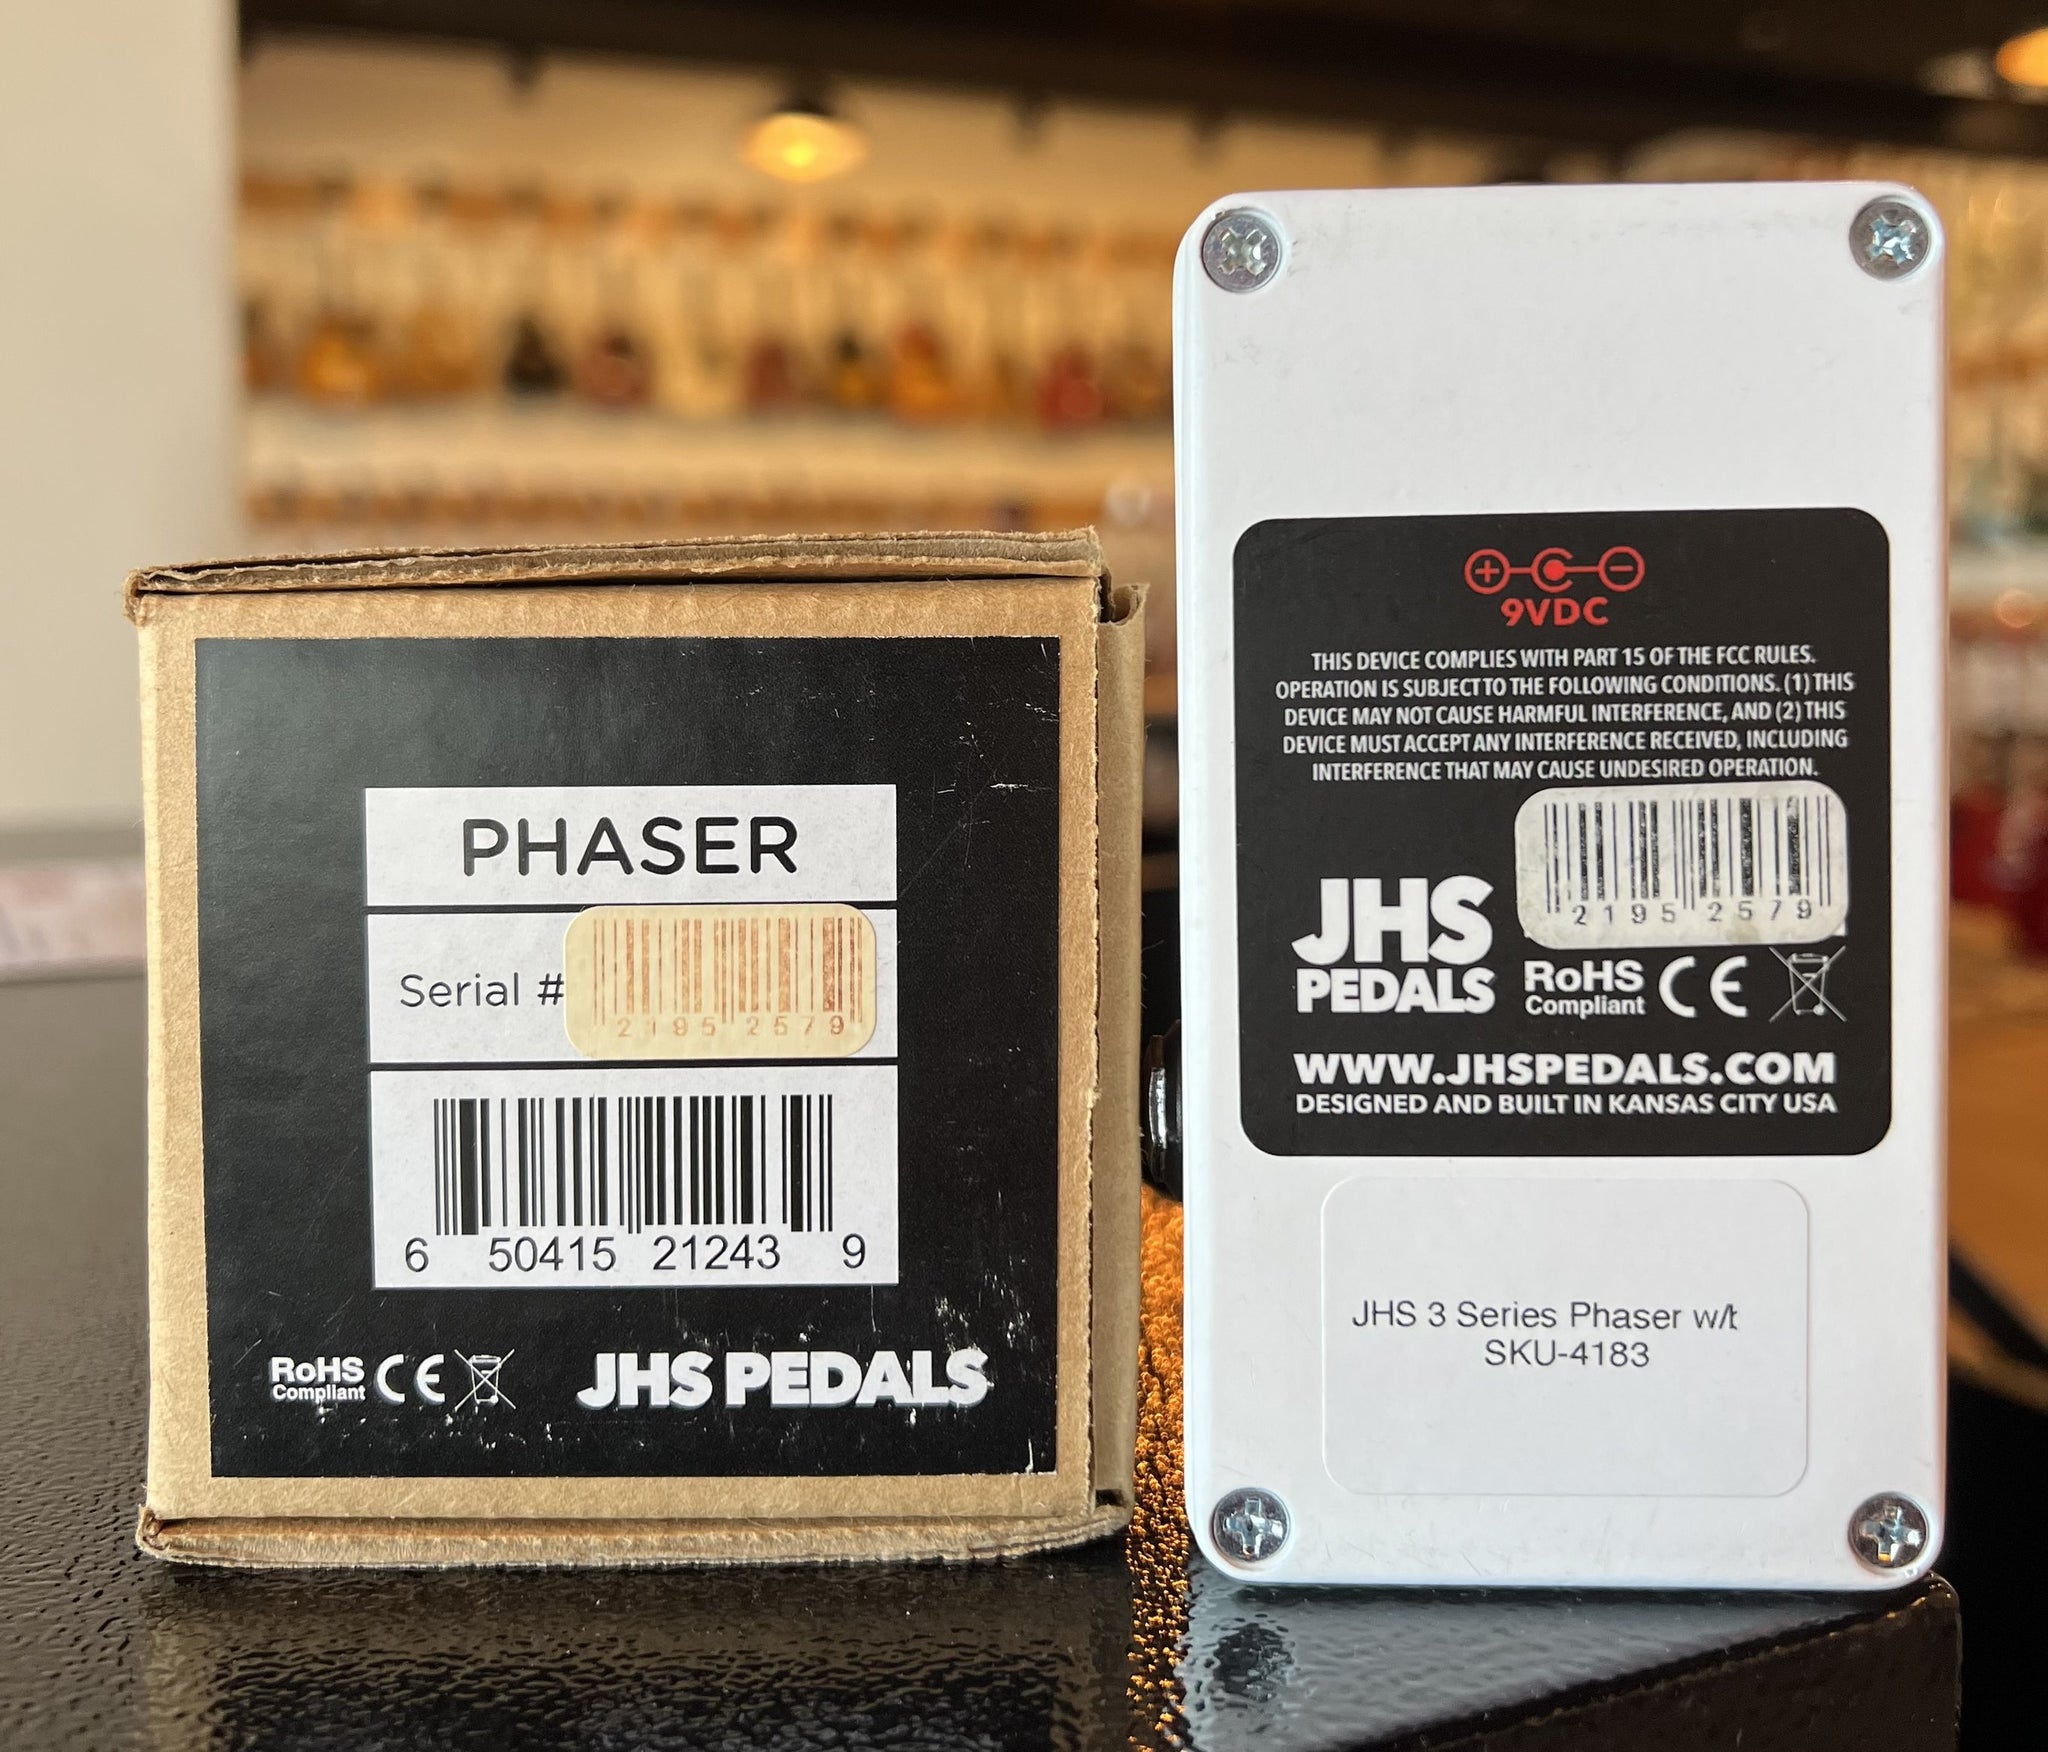 PHASER
Serial #
2195 2579
6 50415 21243 9
RoHS
Compliant
CE
JHS PEDALS
9VDC
THIS DEVICE COMPLIES WITH PART 15 OF THE FCC RULES.
OPERATION IS SUBJECT TO THE FOLLOWING CONDITIONS. (1) THIS
DEVICE MAY NOT CAUSE HARMFUL INTERFERENCE, AND (2) THIS
DEVICE MUST ACCEPT ANY INTERFERENCE RECEIVED, INCLUDING
INTERFERENCE THAT MAY CAUSE UNDESIRED OPERATION.
2195 2579
JHS
PEDALS
RoHS
Compliant
CE
WWW.JHSPEDALS.COM
DESIGNED AND BUILT IN KANSAS CITY USA
JHS 3 Series Phaser w/t
SKU-4183